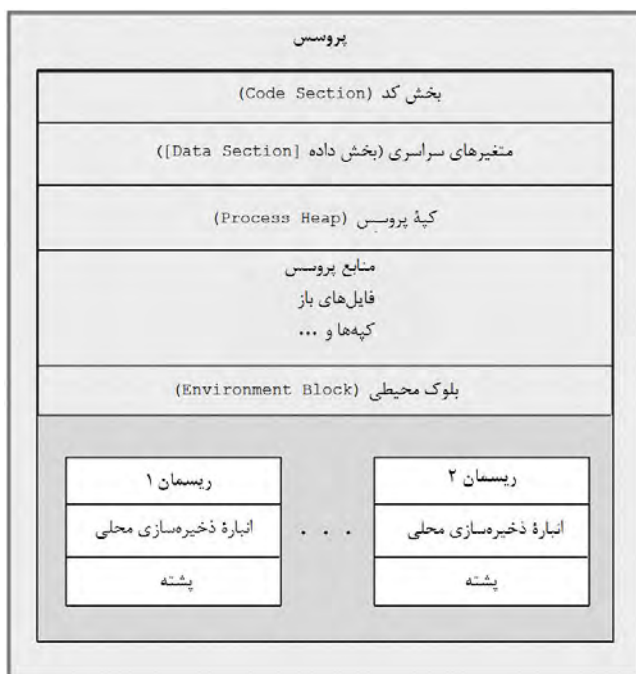 پروسس
بخش کد (Code Section)
متغیرهای سراسری (بخش داده [Data Section])
کپهٔ پروسس (Process Heap)
منابع پروسس
فایل‌های باز
کپه‌ها و ...
بلوک محیطی (Environment Block)
ریسمان ۱
انبارهٔ ذخیره‌سازی محلی
پشته
. . .
ریسمان ۲
انبارهٔ ذخیره‌سازی محلی
پشته